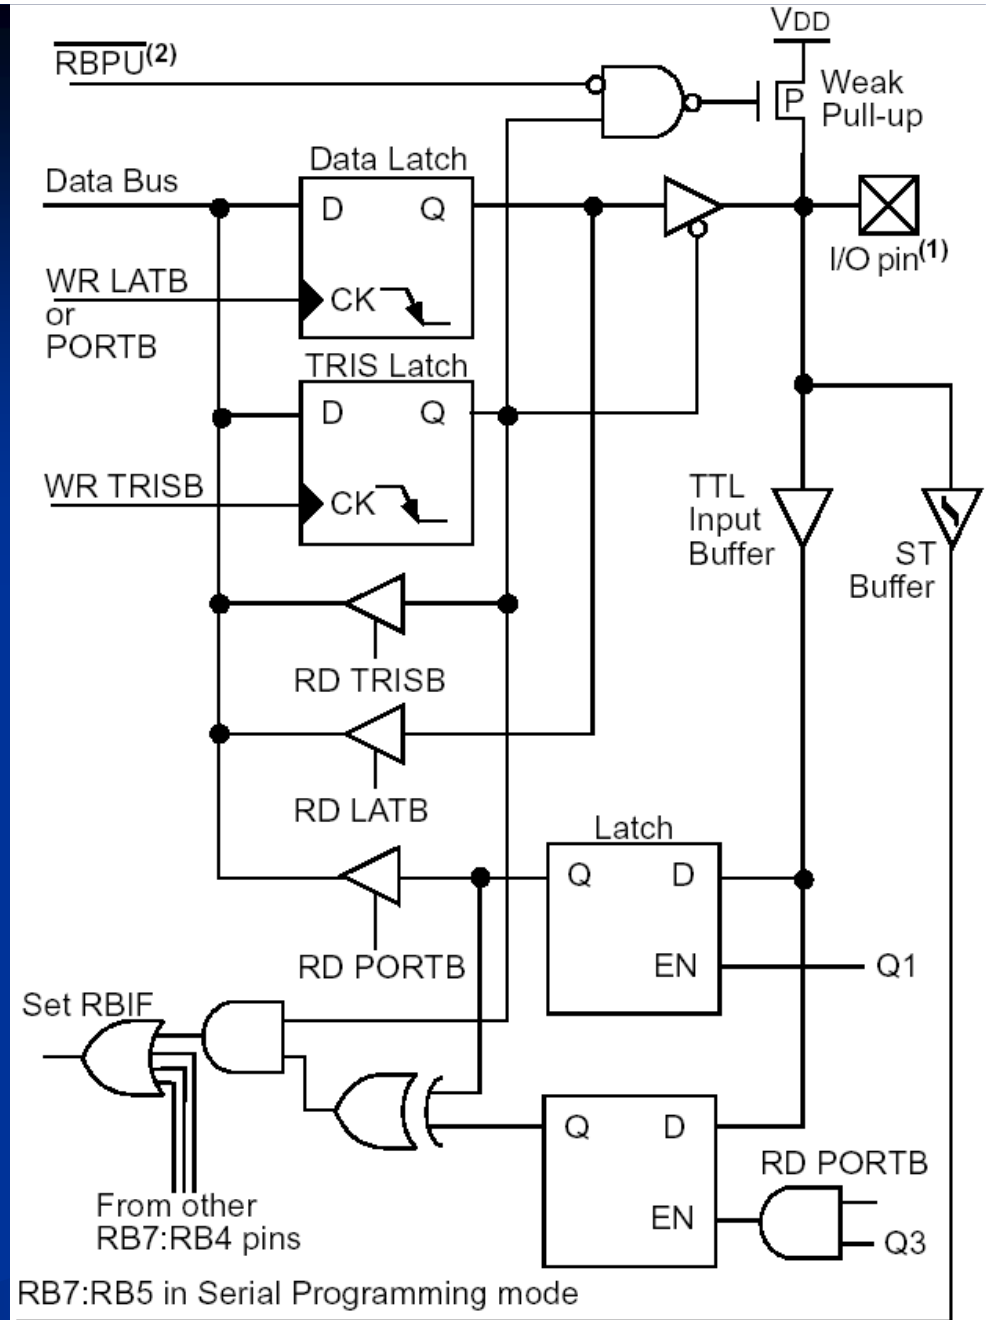 VDD
RBPU(2)
Weak
Pull-up
P
Data Latch
Data Bus
D
Q
I/O pin(1)
WR LATB
or
PORTB
CK
TRIS Latch
D
Q
WR TRISB
CK
TTL
Input
Buffer
ST
Buffer
RD TRISB
RD LATB
Latch
Q
D
EN
Q1
RD PORTB
Set RBIF
Q
D
RD PORTB
EN
Q3
From other
RB7:RB4 pins
RB7:RB5 in Serial Programming mode